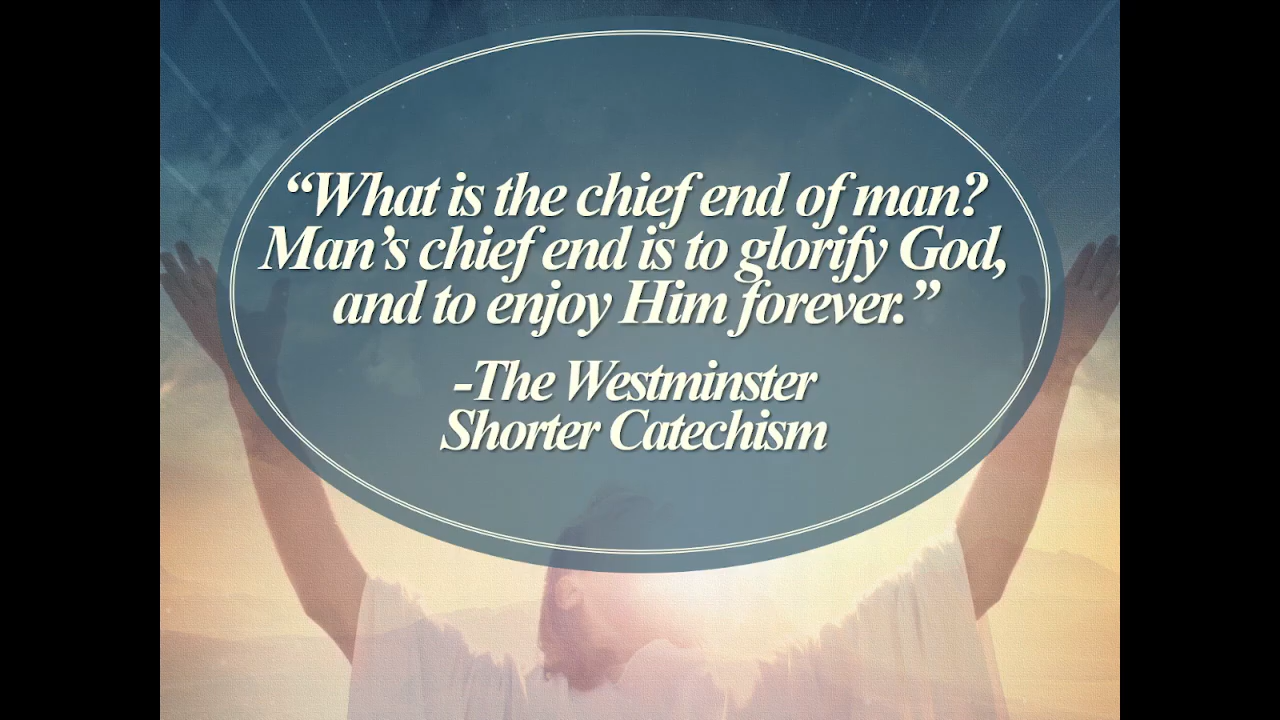 “What is the chief end of man?
Man’s chief end is to glorify God,
and to enjoy Him forever.”
-The Westminster
Shorter Catechism